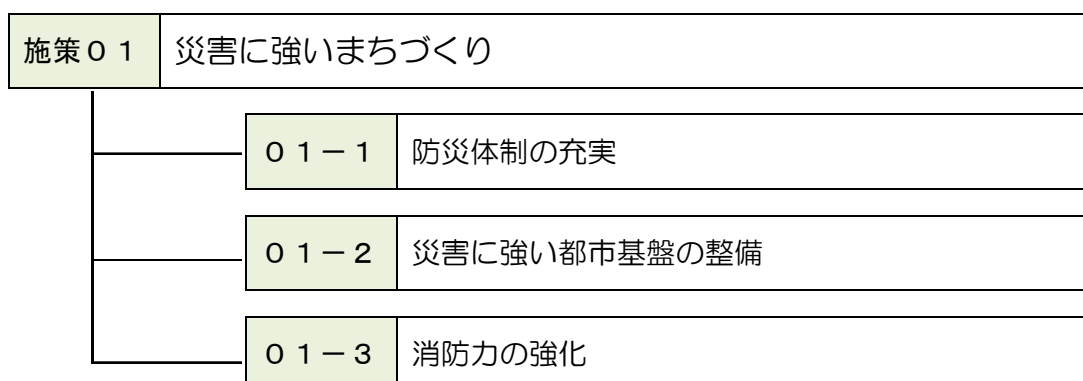 施策０１ 災害に強いまちづくり
０１－１ 防災体制の充実
０１－２ 災害に強い都市基盤の整備
０１－３ 消防力の強化